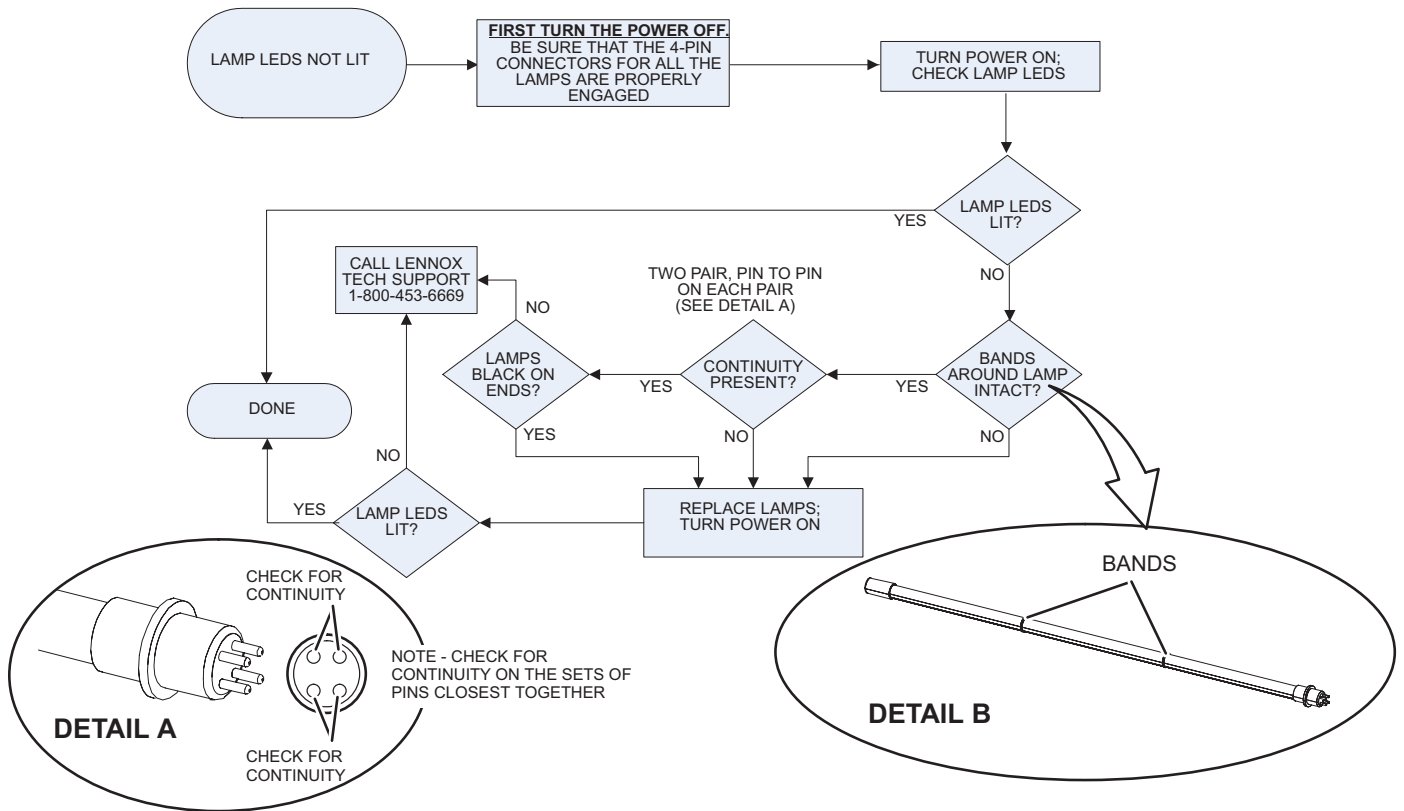 LAMP LEDS NOT LIT
FIRST TURN THE POWER OFF.
BE SURE THAT THE 4-PIN
CONNECTORS FOR ALL THE
LAMPS ARE PROPERLY
ENGAGED
TURN POWER ON;
CHECK LAMP LEDS
LAMP LEDS
LIT?
YES
NO
CALL LENNOX
TECH SUPPORT
1-800-453-6669
TWO PAIR, PIN TO PIN
ON EACH PAIR
(SEE DETAIL A)
NO
LAMPS
BLACK ON
ENDS?
YES
CONTINUITY
PRESENT?
YES
BANDS
AROUND LAMP
INTACT?
DONE
YES
NO
NO
NO
REPLACE LAMPS;
TURN POWER ON
YES
LAMP LEDS
LIT?
CHECK FOR
CONTINUITY
NOTE - CHECK FOR
CONTINUITY ON THE SETS OF
PINS CLOSEST TOGETHER
DETAIL A
CHECK FOR
CONTINUITY
BANDS
DETAIL B